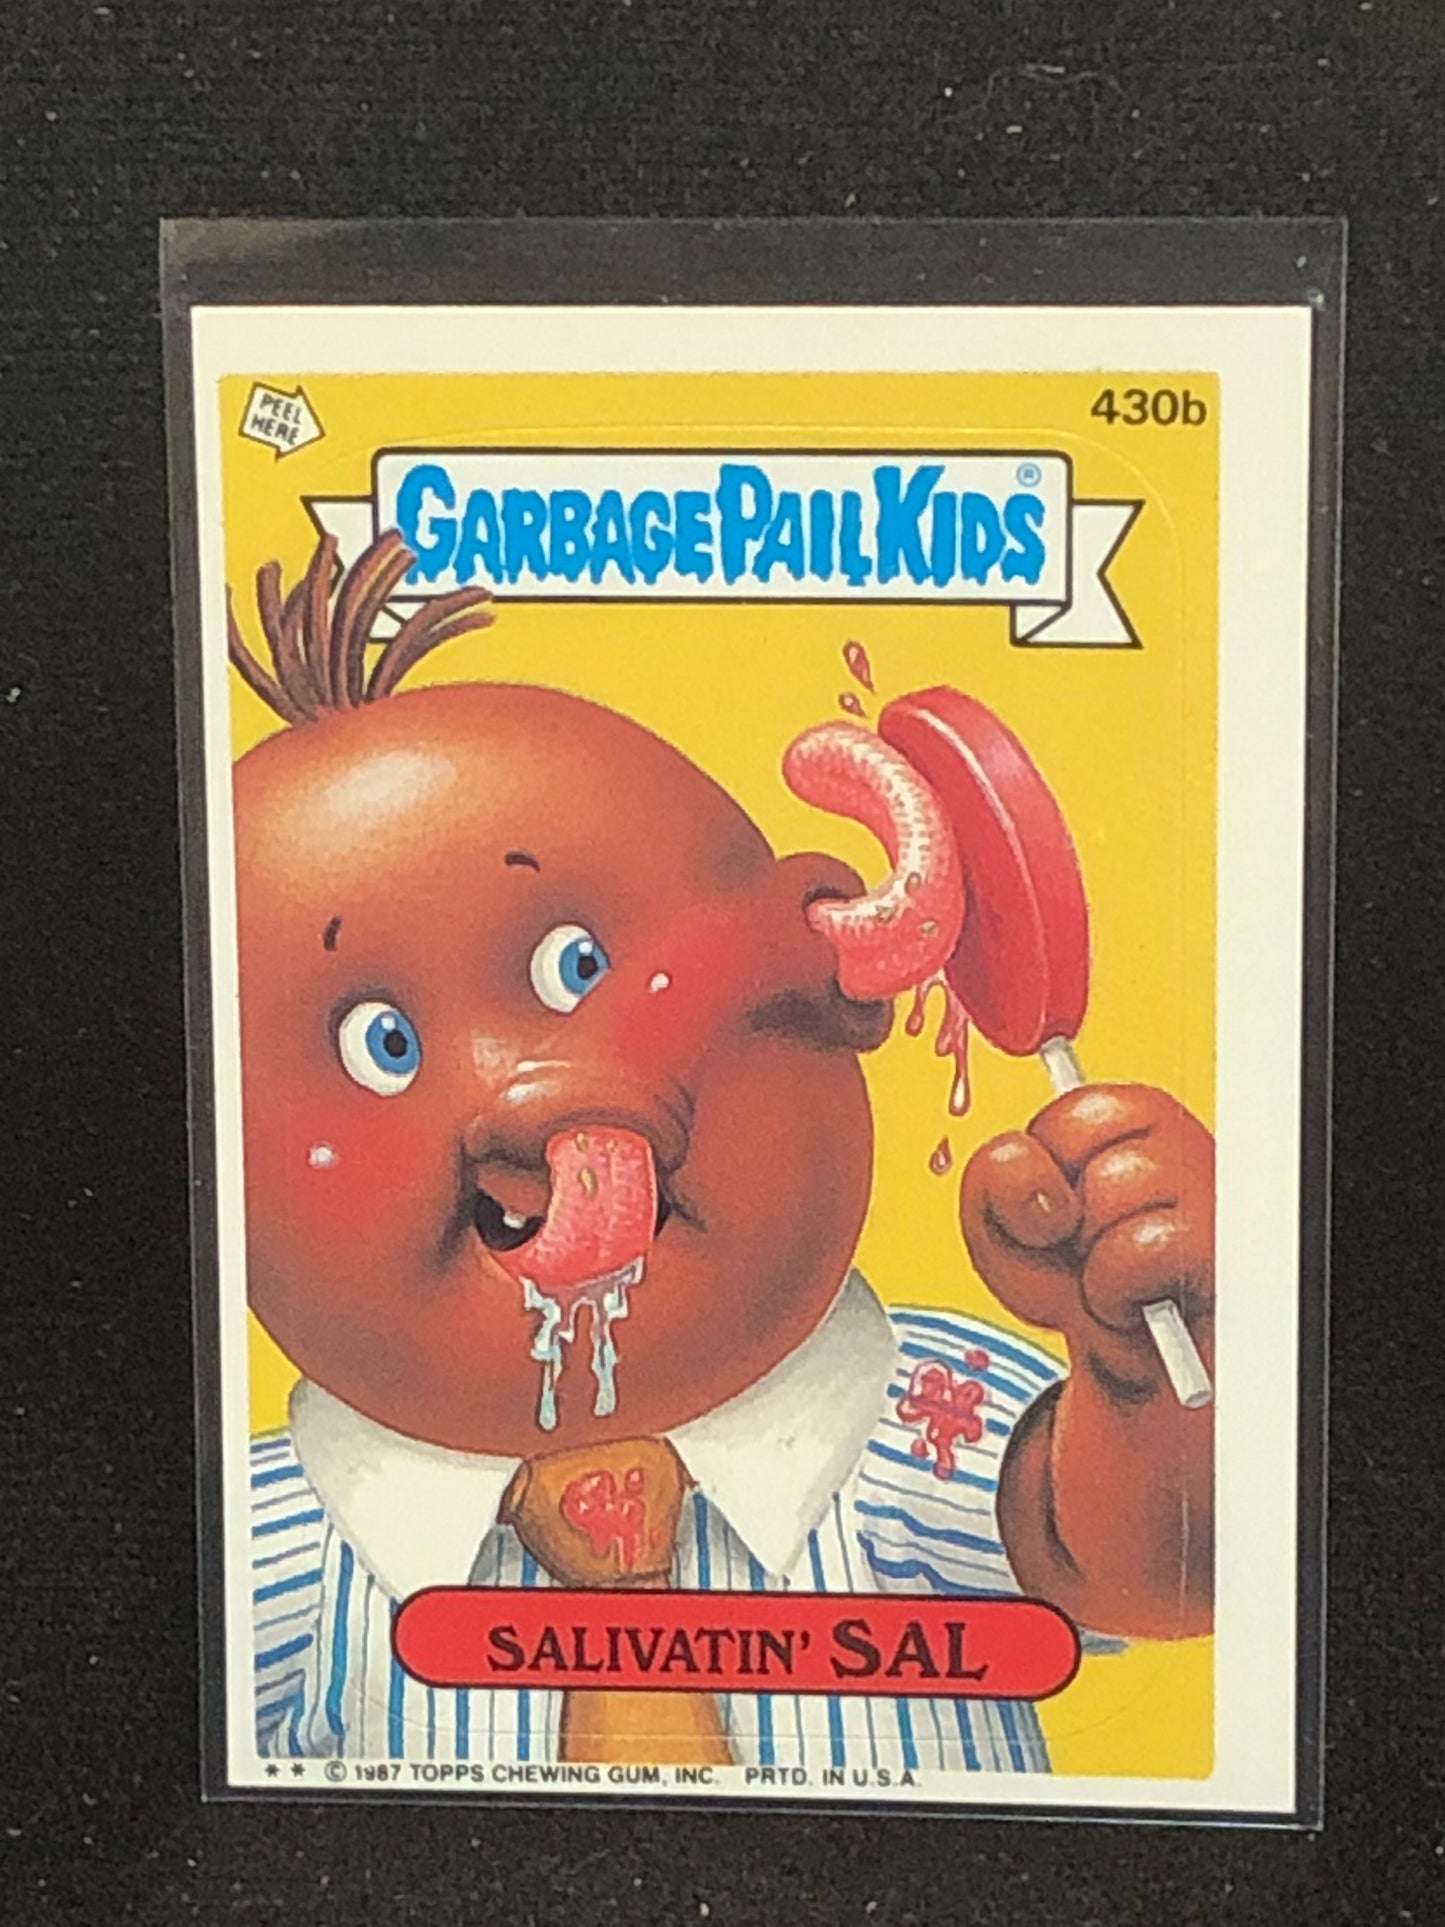 PEEL
HERE
430b
GARBAGE PAIL KIDS ®
SALIVATIN' SAL
** © 1987 TOPPS CHEWING GUM, INC. PRTD. IN U.S.A.